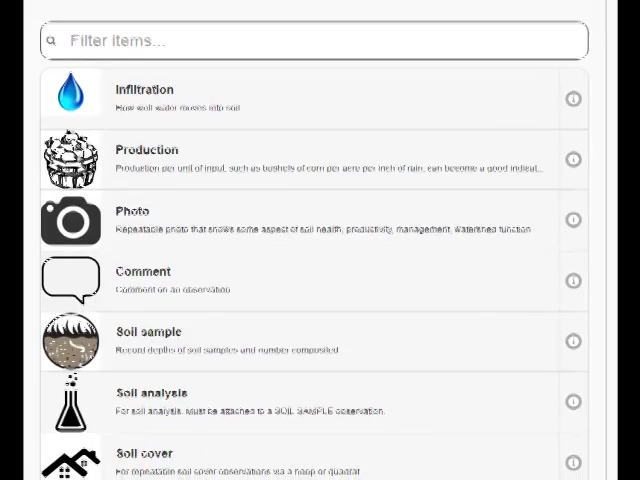 Filter items...
Infiltration
How well water moves into soil
Production
Production per unit of input, such as bushels of corn per acre per inch of rain, can become a good indicat...
Photo
Repeatable photo that shows some aspect of soil health, productivity, management, watershed function
Comment
Comment on an observation
Soil sample
Record depths of soil samples and number composited
Soil analysis
For soil analysis. Must be attached to a SOIL SAMPLE observation.
Soil cover
For repeatable soil cover observations via a hoop or quadrat